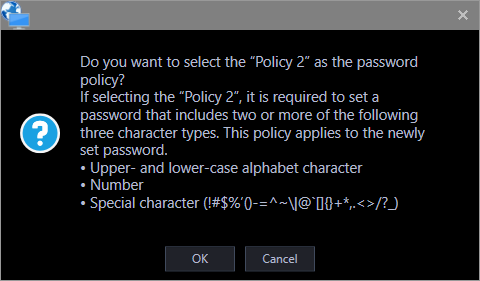 Do you want to select the “Policy 2” as the password
policy?
If selecting the “Policy 2”, it is required to set a
password that includes two or more of the following
three character types. This policy applies to the newly
set password.
• Upper- and lower-case alphabet character
• Number
• Special character (!#$%'()-=^~\|@`[]{}+*,.<>/?_)
OK
Cancel